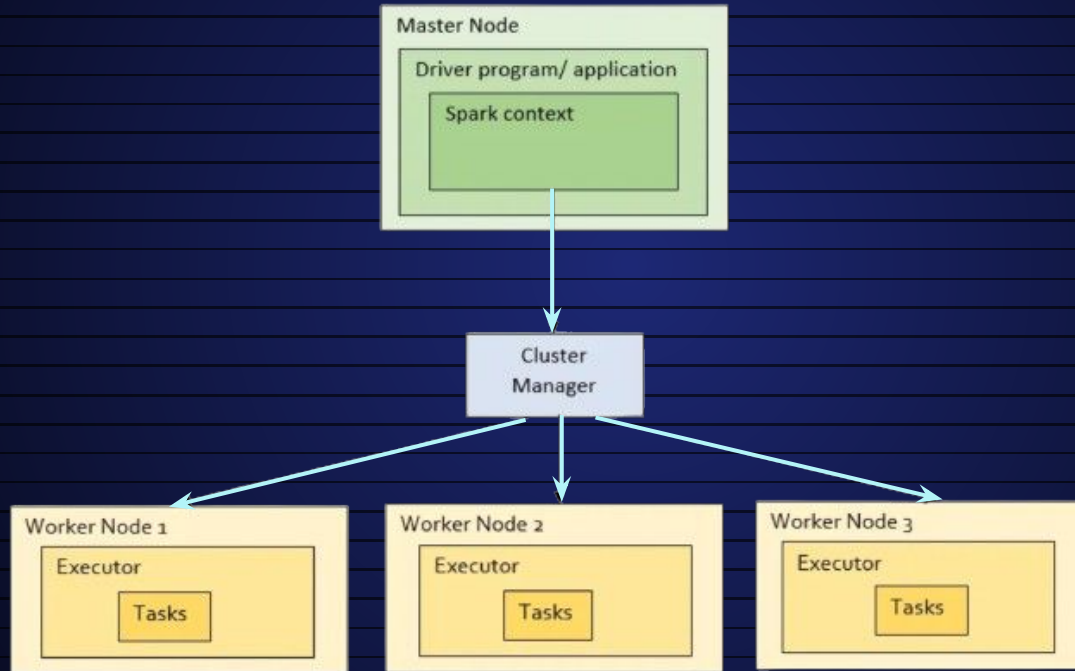 Master Node
Driver program/ application
Spark context
Cluster
Manager
Worker Node 1
Executor
Tasks
Worker Node 2
Executor
Tasks
Worker Node 3
Executor
Tasks